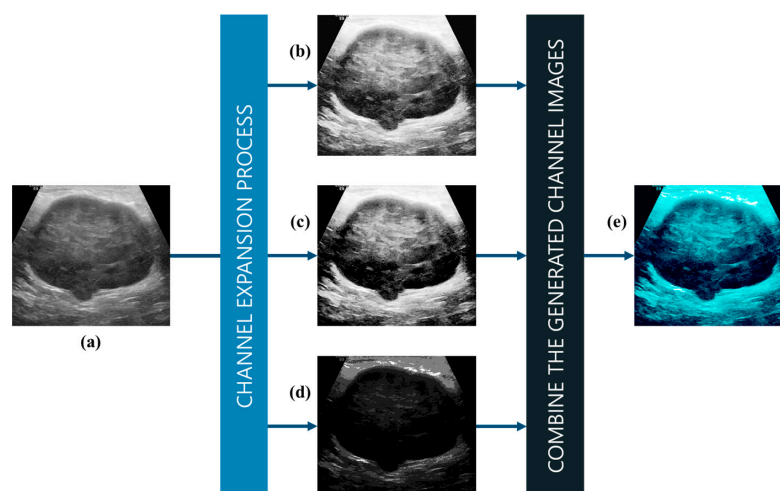 (a)
CHANNEL EXPANSION PROCESS
(b)
(c)
(d)
COMBINE THE GENERATED CHANNEL IMAGES
(e)